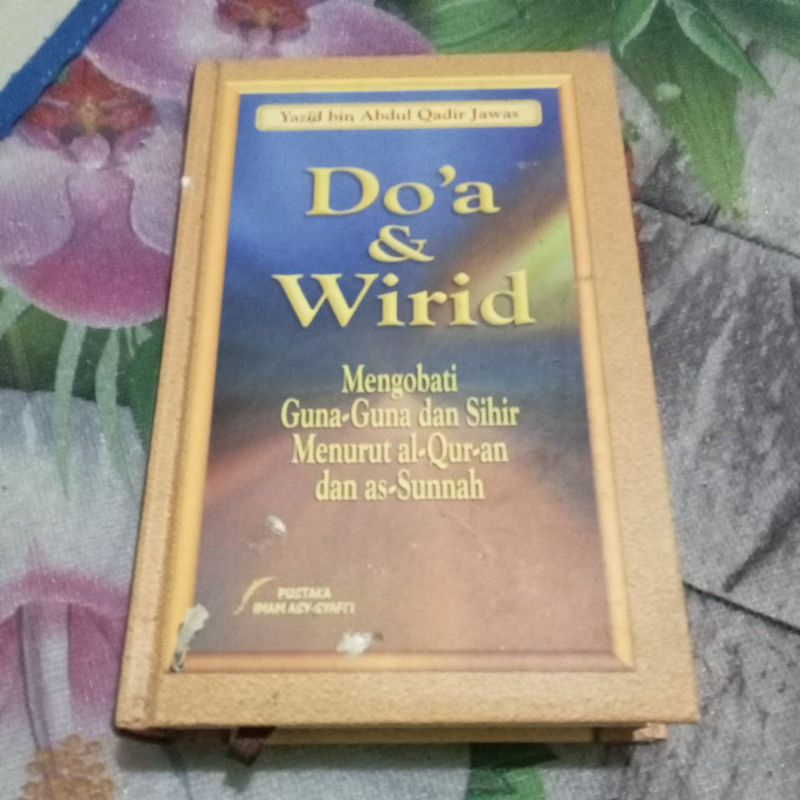 Yazid bin Abdul Qadir Jawas
Do'a
&
Wirid
Mengobati
Guna-Guna dan Sihir
Menurut al-Qur-an
dan as-Sunnah
PUSTAKA
IMAM ASY-SYAFI'I